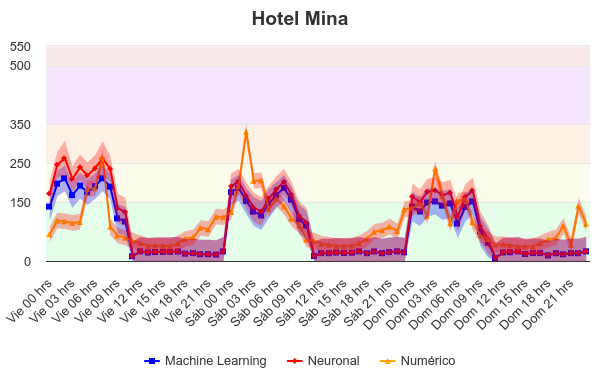 Hotel Mina
550
500
350
250
150
0
Vie 00 hrs
Vie 03 hrs
Vie 06 hrs
Vie 09 hrs
Vie 12 hrs
Vie 15 hrs
Vie 18 hrs
Vie 21 hrs
Sáb 00 hrs
Sáb 03 hrs
Sáb 06 hrs
Sáb 09 hrs
Sáb 12 hrs
Sáb 15 hrs
Sáb 18 hrs
Sáb 21 hrs
Dom 00 hrs
Dom 03 hrs
Dom 06 hrs
Dom 09 hrs
Dom 12 hrs
Dom 15 hrs
Dom 18 hrs
Dom 21 hrs
Machine Learning Neuronal Numérico